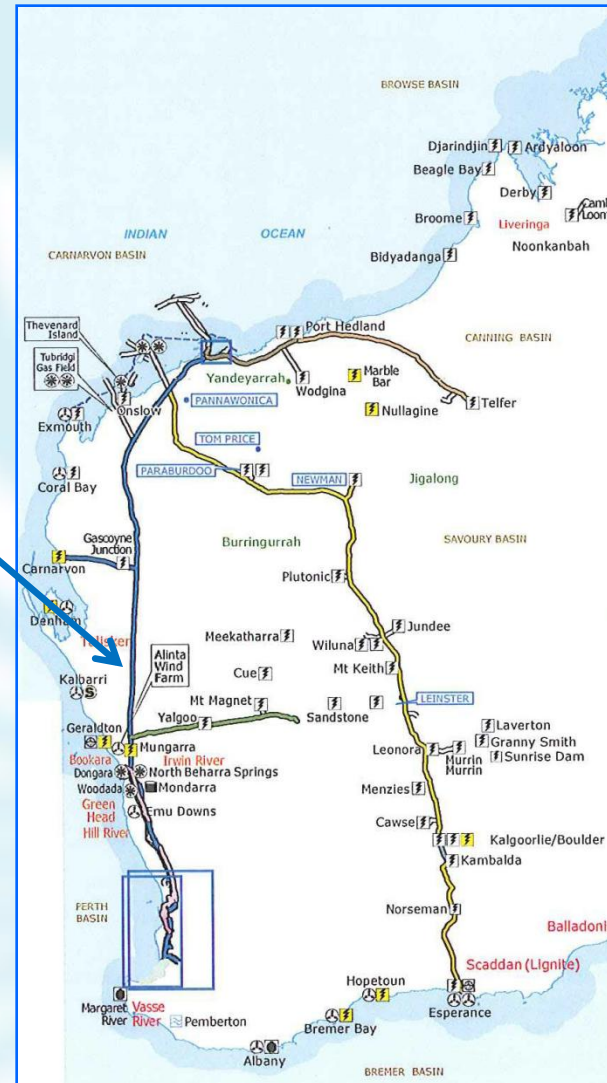 BROWSE BASIN
Djarindjin
Ardyaloon
Beagle Bay
Derby
Liveringa
Noonkanbah
Broome
Bidyadanga
INDIAN OCEAN
CARNARVON BASIN
Thevenard
Island
Tubridgi
Gas Field
Port Hedland
CANNING BASIN
Yandeyarrah
Wodgina
Marble
Bar
Nullagine
Telfer
PANNAWONICA
Onslow
Exmouth
TOM PRICE
Coral Bay
PARABURDOO
NEWMAN
Jigalong
Gascoyne
Junction
Burringurrah
SAVOURY BASIN
Carnarvon
Plutonic
Denham
Meekatharra
Jundee
Wiluna
Alinta
Wind
Farm
Cue
Mt Keith
Kalbarri
S
Mt Magnet
Sandstone
LEINSTER
Yalgoo
Laverton
Geraldton
Mungarra
Granny Smith
Leonora
Murrin
Murrin
Sunrise Dam
Bookara
Irwin River
Dongara
North Beharra Springs
Woodada
Mondarra
Menzies
Green
Head
Emu Downs
Hill River
Cawse
Kalgoorlie/Boulder
Kambalda
PERTH
BASIN
Norseman
Scaddan (Lignite)
Hopetoun
Esperance
Margaret
River
Vasse
River
Pemberton
Bremer Bay
Albany
BREMER BASIN